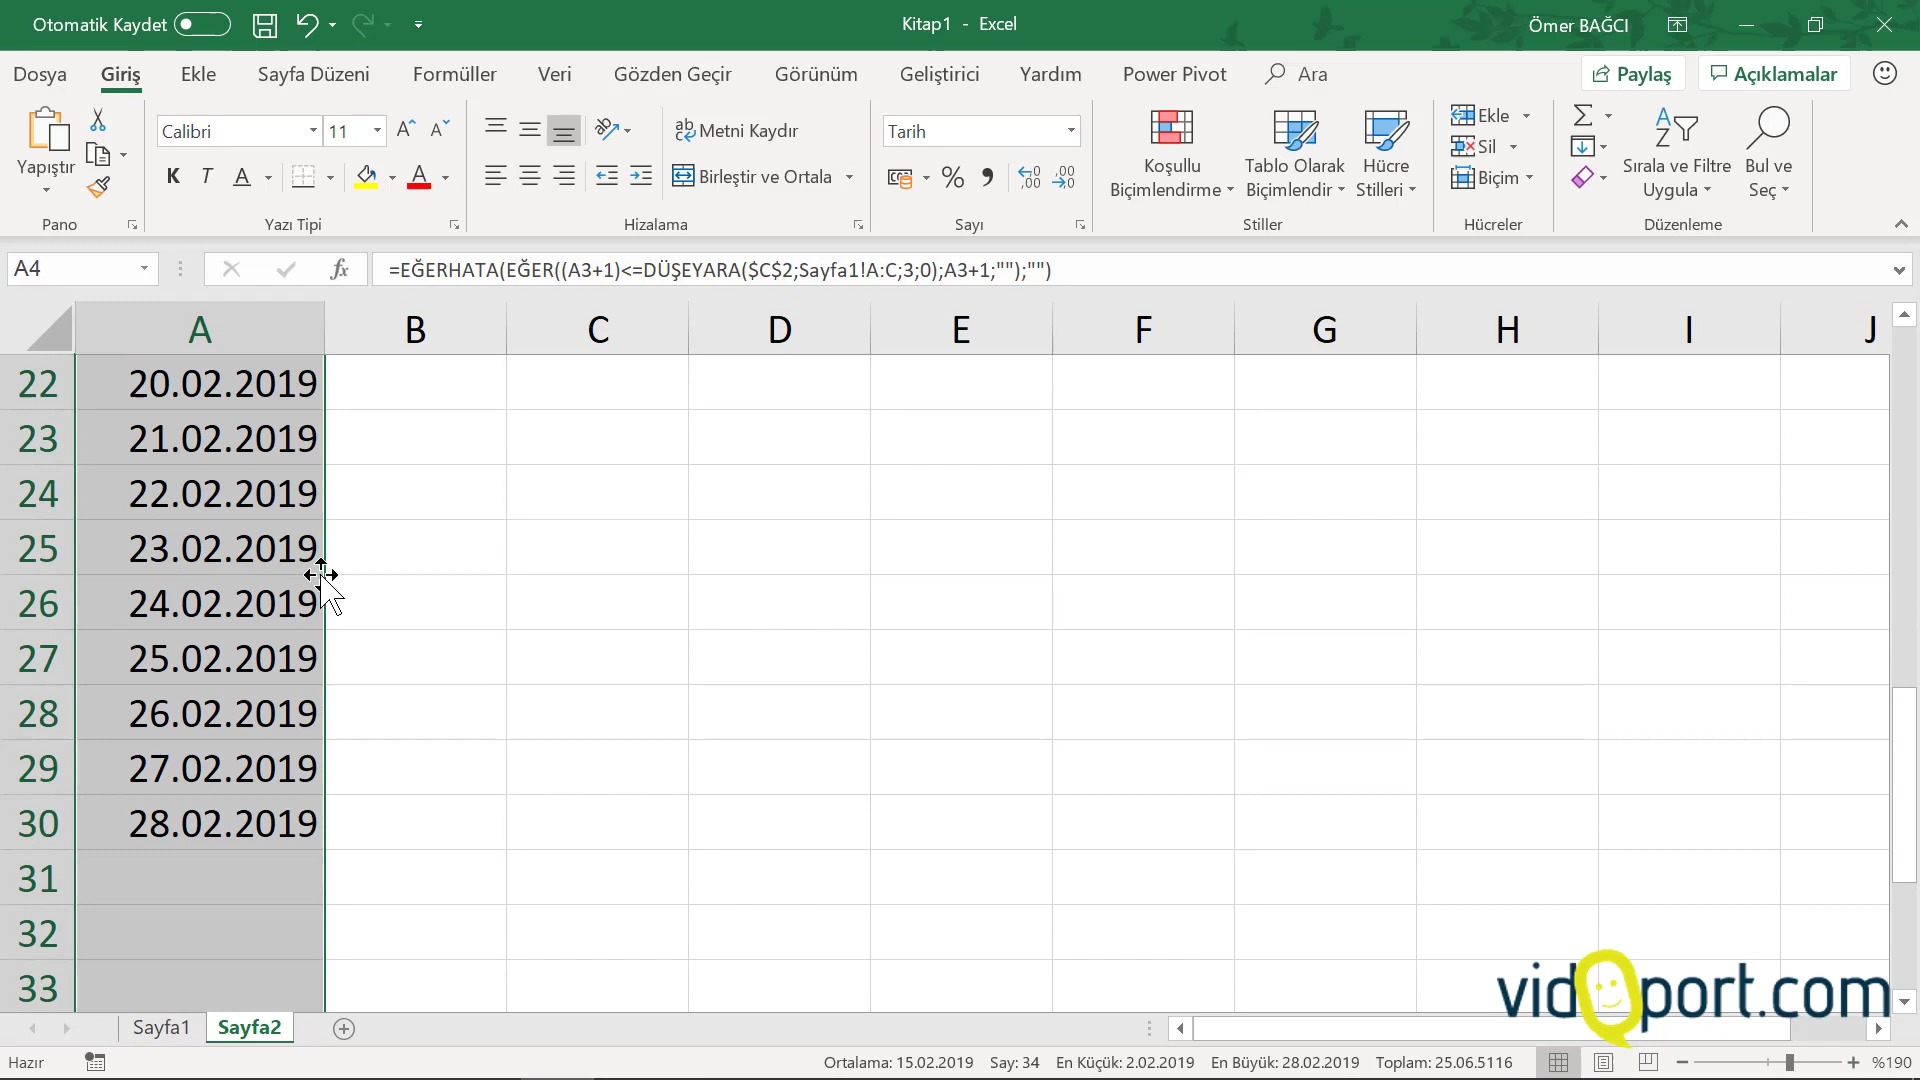 Otomatik Kaydet
Kitap1 - Excel
Ömer BAĞCI
Dosya Giriş Ekle Sayfa Düzeni Formüller Veri Gözden Geçir Görünüm Geliştirici Yardım Power Pivot Ara
Paylaş Açıklamalar
Yapıştır
Pano
Calibri 11
K T A A
Yazı Tipi
Metni Kaydır
Birleştir ve Ortala
Hizalama
Tarih
Sayı
Koşullu Biçimlendirme
Tablo Olarak Biçimlendir
Hücre Stilleri
Stiller
Ekle
Sil
Biçim
Hücreler
Sırala ve Filtre Uygula
Bul ve Seç
Düzenleme
A4
fx =EĞERHATA(EĞER((A3+1)<=DÜŞEYARA($C$2;Sayfa1!A:C;3;0);A3+1;"");"")
A B C D E F G H I J
22 20.02.2019
23 21.02.2019
24 22.02.2019
25 23.02.2019
26 24.02.2019
27 25.02.2019
28 26.02.2019
29 27.02.2019
30 28.02.2019
31
32
33
vidoport.com
Sayfa1 Sayfa2
Hazır
Ortalama: 15.02.2019 Say: 34 En Küçük: 2.02.2019 En Büyük: 28.02.2019 Toplam: 25.06.5116
%190